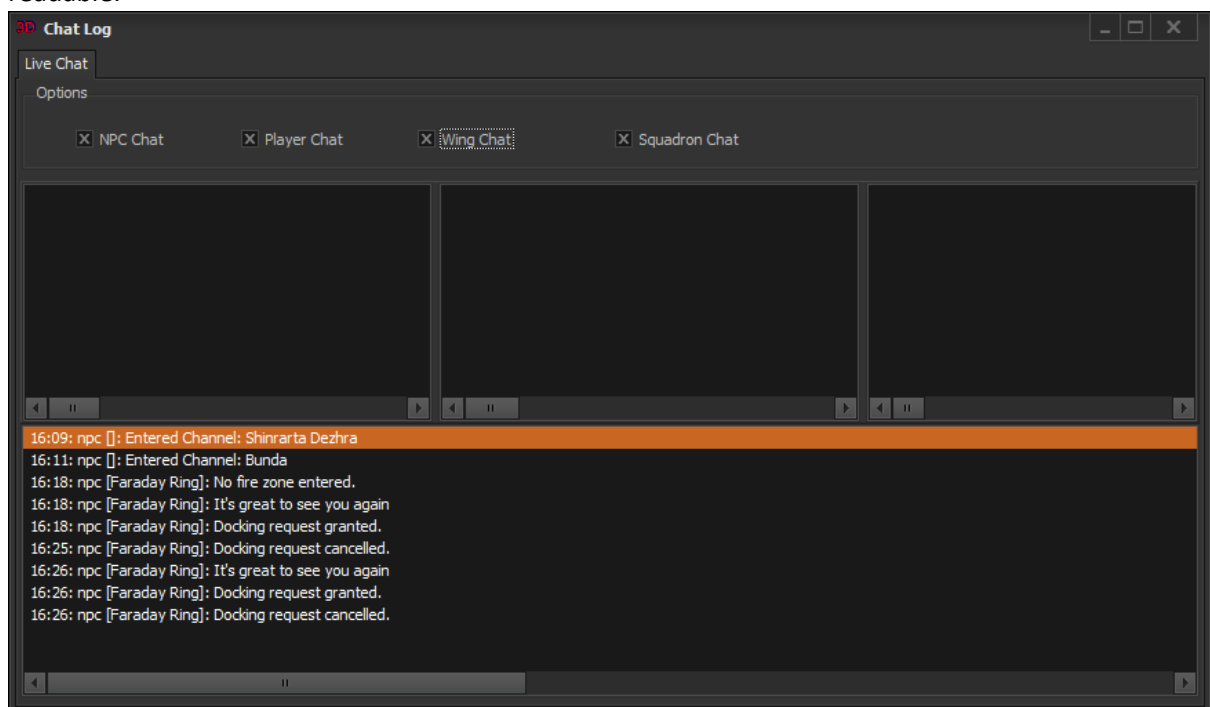 3D Chat Log
Live Chat
Options
NPC Chat Player Chat Wing Chat Squadron Chat
16:09: npc []: Entered Channel: Shinrarta Dezhra
16:11: npc []: Entered Channel: Bunda
16:18: npc [Faraday Ring]: No fire zone entered.
16:18: npc [Faraday Ring]: It's great to see you again
16:18: npc [Faraday Ring]: Docking request granted.
16:25: npc [Faraday Ring]: Docking request cancelled.
16:26: npc [Faraday Ring]: It's great to see you again
16:26: npc [Faraday Ring]: Docking request granted.
16:26: npc [Faraday Ring]: Docking request cancelled.